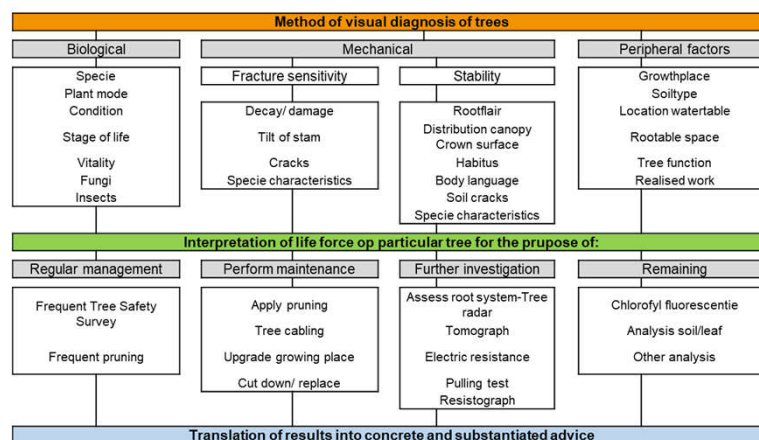 Method of visual diagnosis of trees
Biological
Mechanical
Peripheral factors
Specie
Plant mode
Condition
Stage of life
Vitality
Fungi
Insects
Fracture sensitivity
Decay/ damage
Tilt of stam
Cracks
Specie characteristics
Stability
Rootflair
Distribution canopy
Crown surface
Habitus
Body language
Soil cracks
Specie characteristics
Growthplace
Soiltype
Location watertable
Rootable space
Tree function
Realised work
Interpretation of life force op particular tree for the prupose of:
Regular management
Perform maintenance
Further investigation
Remaining
Frequent Tree Safety
Survey
Frequent pruning
Apply pruning
Tree cabling
Upgrade growing place
Cut down/ replace
Assess root system-Tree
radar
Tomograph
Electric resistance
Pulling test
Resistograph
Chlorofyl fluorescentie
Analysis soil/leaf
Other analysis
Translation of results into concrete and substantiated advice